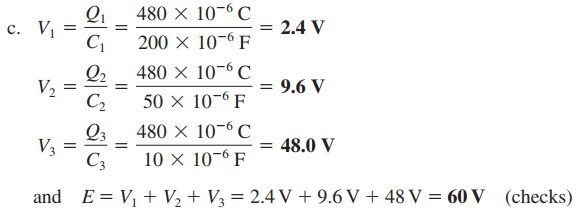 c. V₁ = Q₁/C₁ = 480 × 10⁻⁶ C / 200 × 10⁻⁶ F = 2.4 V
V₂ = Q₂/C₂ = 480 × 10⁻⁶ C / 50 × 10⁻⁶ F = 9.6 V
V₃ = Q₃/C₃ = 480 × 10⁻⁶ C / 10 × 10⁻⁶ F = 48.0 V
and E = V₁ + V₂ + V₃ = 2.4 V + 9.6 V + 48 V = 60 V (checks)